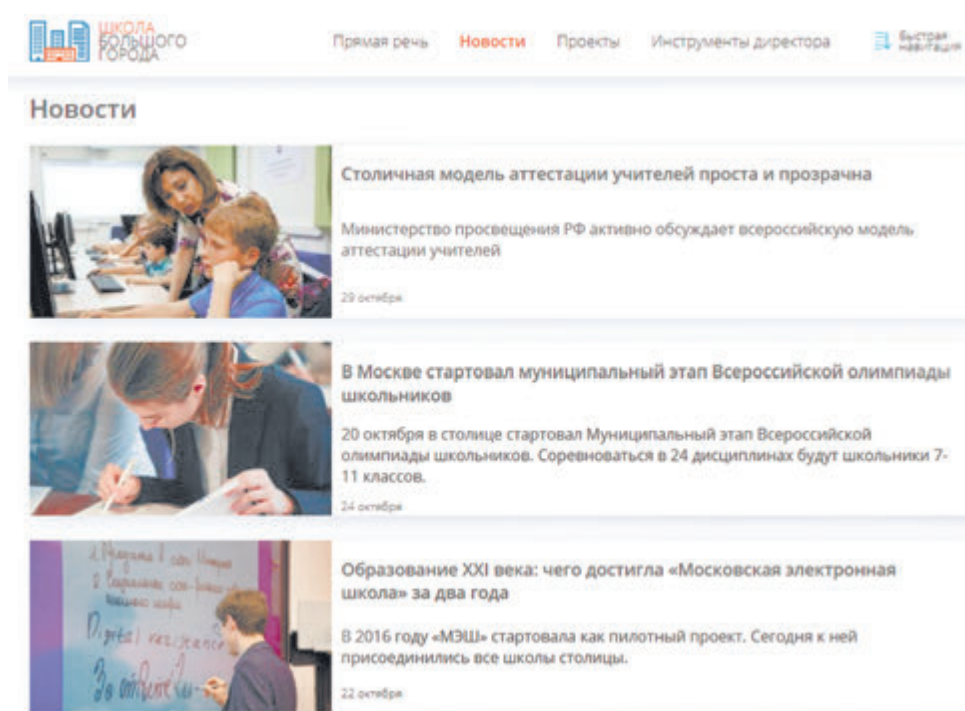 ШКОЛА
БОЛЬШОГО
ГОРОДА
Прямая речь Новости Проекты Инструменты директора Быстрая
навигация
Новости
Столичная модель аттестации учителей проста и прозрачна
Министерство просвещения РФ активно обсуждает всероссийскую модель
аттестации учителей
29 октября
В Москве стартовал муниципальный этап Всероссийской олимпиады
школьников
20 октября в столице стартовал Муниципальный этап Всероссийской
олимпиады школьников. Соревноваться в 24 дисциплинах будут школьники 7-
11 классов.
24 октября
Digital resistance
Образование XXI века: чего достигла «Московская электронная
школа» за два года
В 2016 году «МЭШ» стартовала как пилотный проект. Сегодня к ней
присоединились все школы столицы.
22 октября